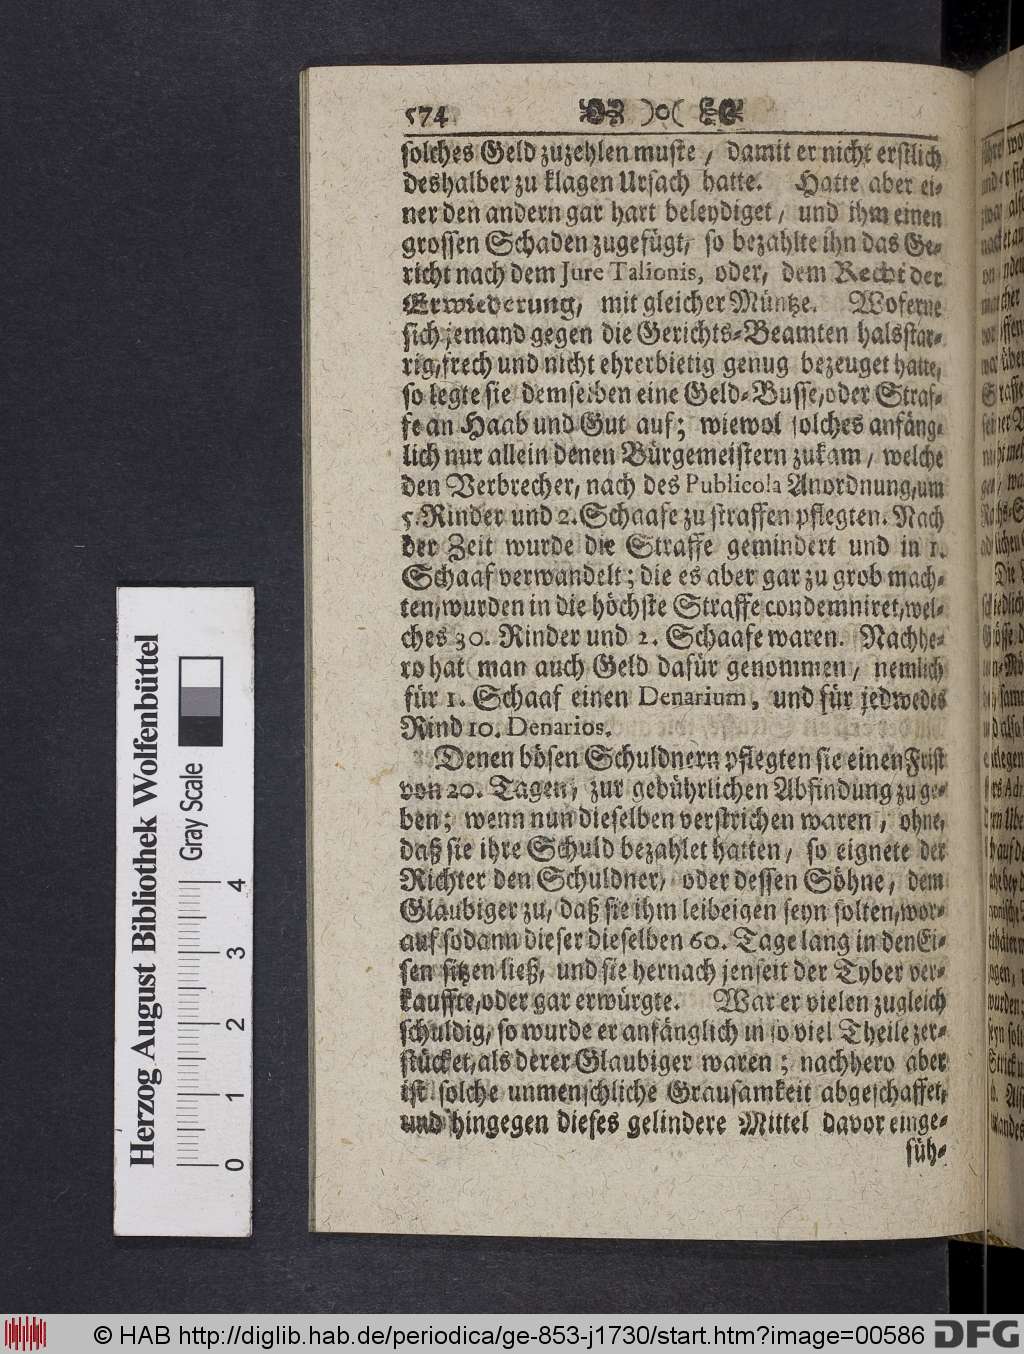 574 )o(
solches Geld zuzehlen muste, damit er nicht erstlich
deshalber zu klagen Ursach hatte. Hatte aber ei-
ner den andern gar hart beleydiget, und ihm einen
grossen Schaden zugefügt, so bezahlte ihn das Ge-
richt nach dem Jure Talionis, oder, dem Recht der
Erwiederung, mit gleicher Müntze. Woferne
sich jemand gegen die Gerichts-Beamten halsstar-
rig, frech und nicht ehrerbietig genug bezeuget hatte,
so legte sie demselben eine Geld-Busse, oder Straf-
fe an Haab und Gut auf; wiewol solches anfäng-
lich nur allein denen Bürgemeistern zukam, welche
den Verbrecher, nach des Publicola Anordnung, um
5. Rinder und 2. Schaafe zu straffen pflegten. Nach
der Zeit wurde die Straffe gemindert und in 1.
Schaaf verwandelt; die es aber gar zu grob mach-
ten, wurden in die höchste Straffe condemniret, wel-
ches 30. Rinder und 2. Schaafe waren. Nachhe-
ro hat man auch Geld dafür genommen, nemlich
für 1. Schaaf einen Denarium, und für jedwedes
Rind 10. Denarios.
Denen bösen Schuldnern pflegten sie einen Frist
von 20. Tagen, zur gebührlichen Abfindung zu ge-
ben; wenn nun dieselben verstrichen waren, ohne,
daß sie ihre Schuld bezahlet hatten, so eignete der
Richter den Schuldner, oder dessen Söhne, dem
Glaubiger zu, daß sie ihm leibeigen seyn solten, wor-
auf sodann dieser dieselben 60. Tage lang in den Ei-
sen sitzen ließ, und sie hernach jenseit der Tyber ver-
kauffte, oder gar erwürgte. War er vielen zugleich
schuldig, so wurde er anfänglich in so viel Theile zer-
stücket, als derer Glaubiger waren; nachhero aber
ist solche unmenschliche Grausamkeit abgeschaffet,
und hingegen dieses gelindere Mittel davor einge-
füh-
Herzog August Bibliothek Wolfenbüttel
Gray Scale
0 1 2 3 4
© HAB http://diglib.hab.de/periodica/ge-853-j1730/start.htm?image=00586 DFG